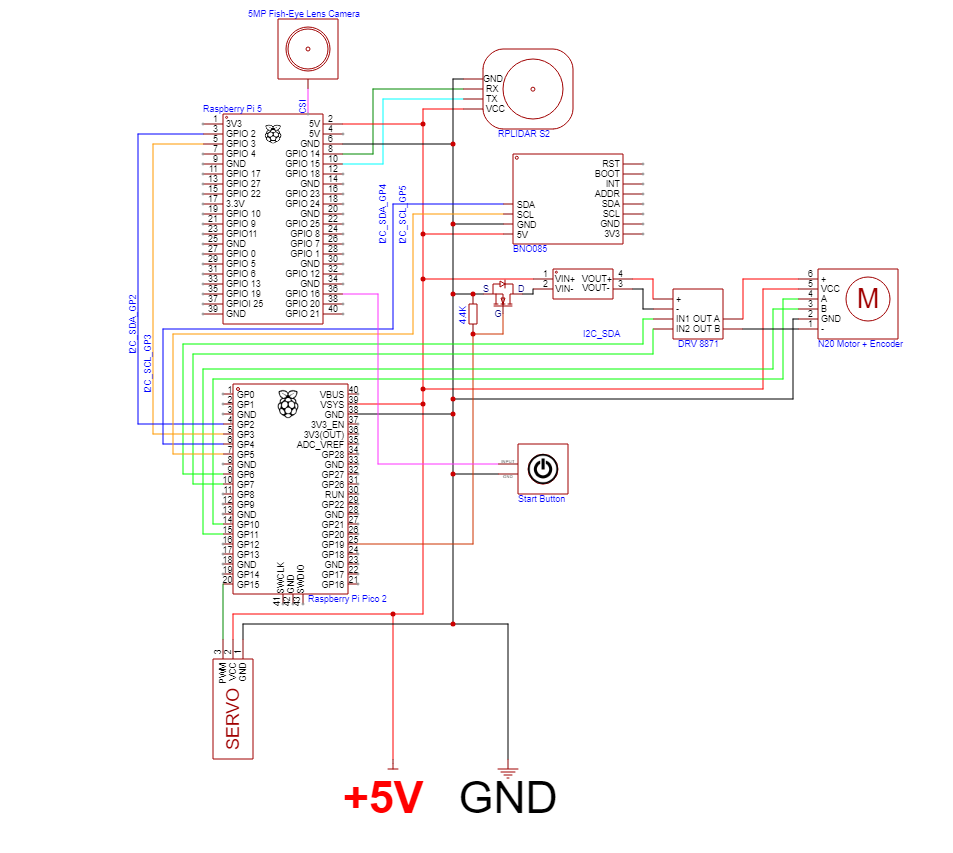 5MP Fish-Eye Lens Camera
CSI
Raspberry Pi 5
1 3V3 5V 2
3 GPIO 2 5V 4
5 GPIO 3 GND 6
7 GPIO 4 GPIO 14 8
9 GND GPIO 15 10
11 GPIO 17 GPIO 18 12
13 GPIO 27 GND 14
15 GPIO 22 GPIO 23 16
17 3.3V GPIO 24 18
19 GPIO 10 GND 20
21 GPIO 9 GPIO 25 22
23 GPIO11 GPIO 8 24
25 GND GPIO 7 26
27 GPIO 0 GPIO 1 28
29 GPIO 5 GND 30
31 GPIO 6 GPIO 12 32
33 GPIO 13 GND 34
35 GPIO 19 GPIO 16 36
37 GPIO 25 GPIO 20 38
39 GND GPIO 21 40
GND
RX
TX
VCC
RPLIDAR S2
RST
BOOT
INT
ADDR
SDA SDA
SCL SCL
GND GND
5V 3V3
BNO085
I2C_SDA_GP4
I2C_SCL_GP5
I2C_SDA_GP2
I2C_SCL_GP3
S D
G
4.4K
1 VIN+ VOUT+ 4
2 VIN- VOUT- 3
I2C_SDA
+
-
IN1 OUT A
IN2 OUT B
DRV 8871
6 +
5 VCC
4 A
3 B
2 GND
1 -
M
N20 Motor + Encoder
1 GP0 VBUS 40
2 GP1 VSYS 39
3 GND GND 38
4 GP2 3V3_EN 37
5 GP3 3V3(OUT) 36
6 GP4 ADC_VREF 35
7 GP5 GP28 34
8 GND GND 33
9 GP6 GP27 32
10 GP7 GP26 31
11 GP8 RUN 30
12 GP9 GP22 29
13 GND GND 28
14 GP10 GP21 27
15 GP11 GP20 26
16 GP12 GP19 25
17 GP13 GP18 24
18 GND GND 23
19 GP14 GP17 22
20 GP15 GP16 21
41 SWCLK
42 GND
43 SWDIO
Raspberry Pi Pico 2
INPUT
GND
Start Button
3 PWM
2 VCC
1 GND
SERVO
+5V
GND